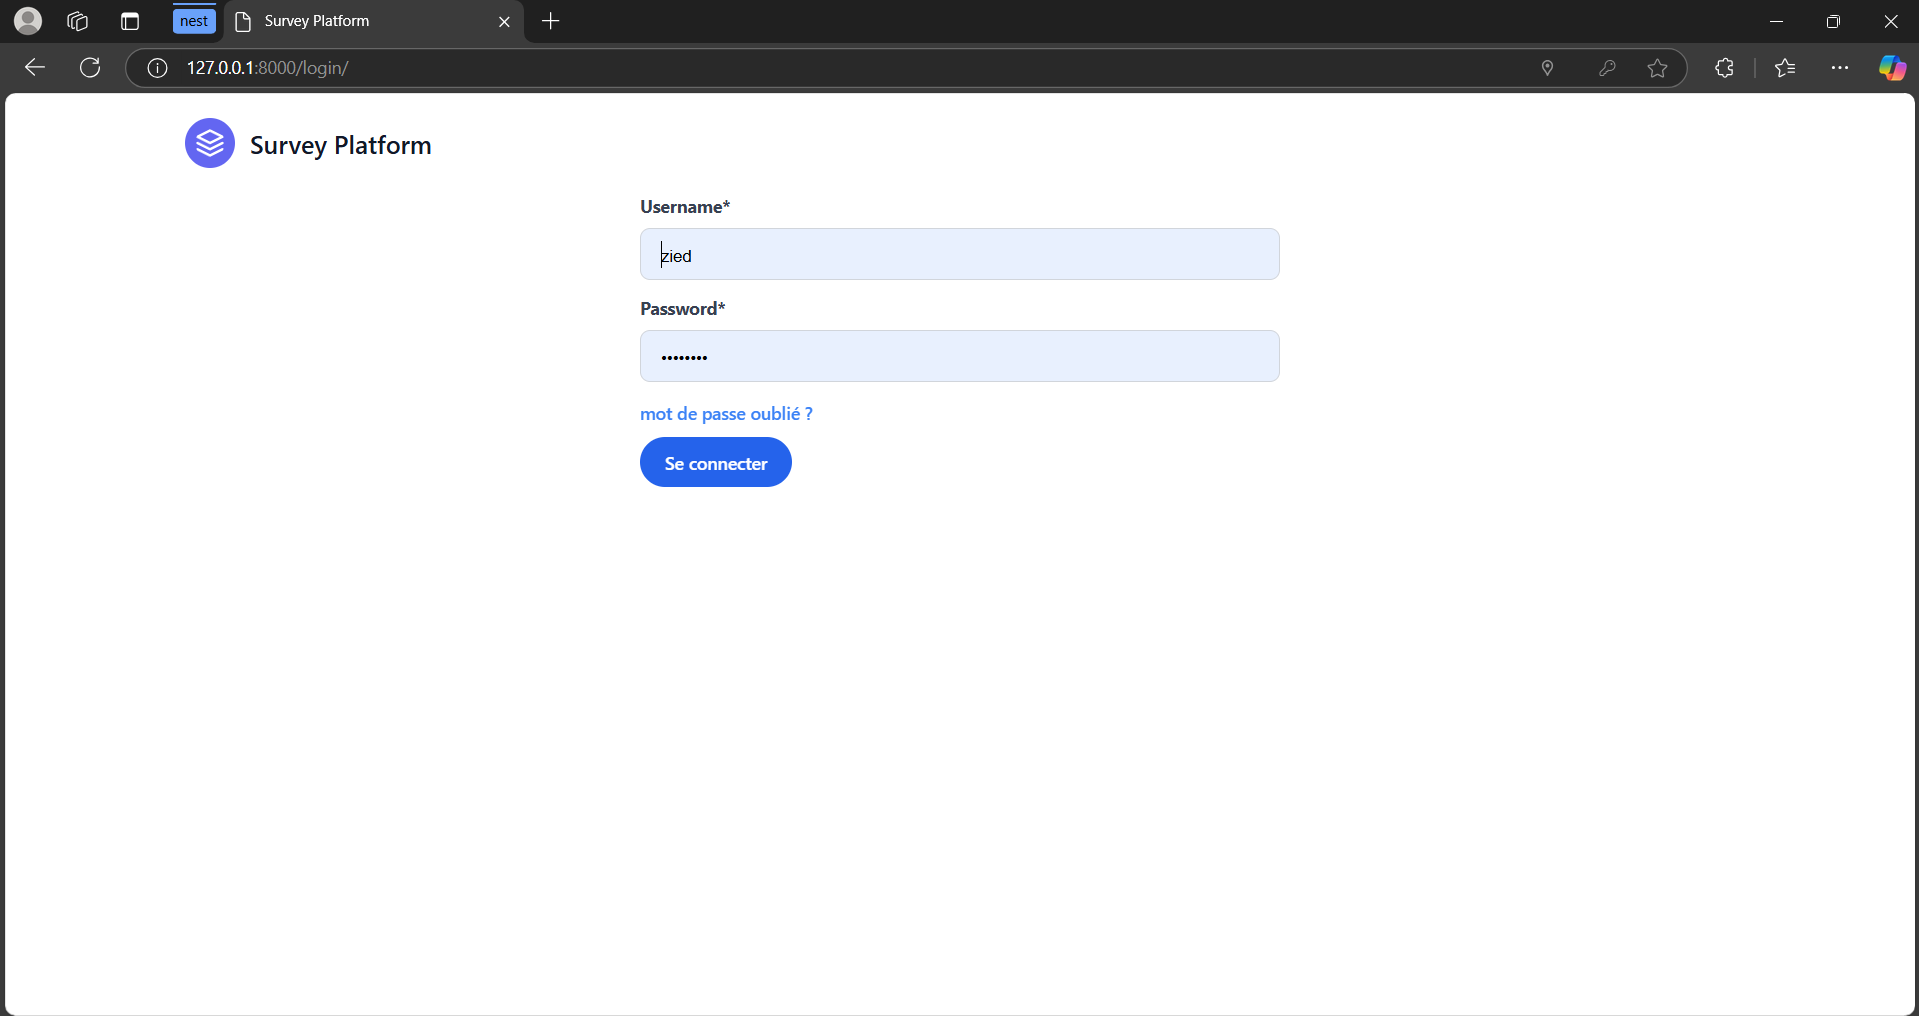 nest
Survey Platform
127.0.0.1:8000/login/
Survey Platform
Username*
zied
Password*
••••••••
mot de passe oublié ?
Se connecter